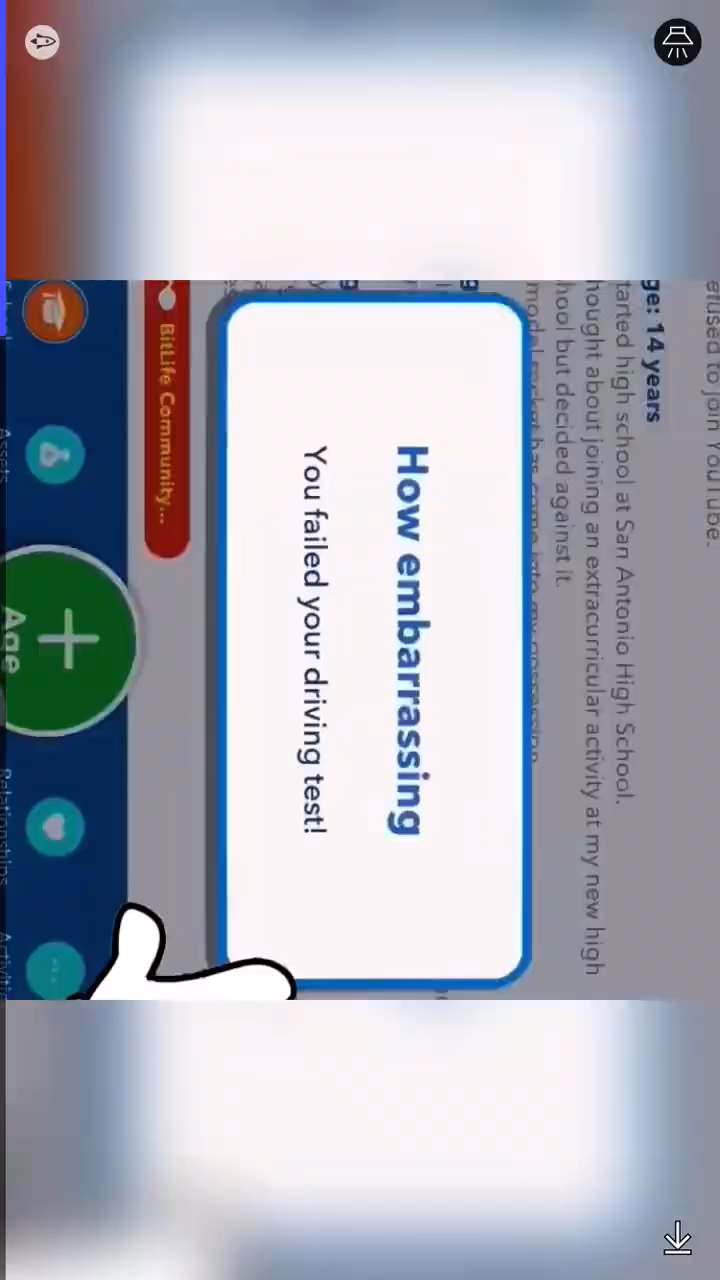 efused to join YouTube.
ge: 14 years
tarted high school at San Antonio High School.
hought about joining an extracurricular activity at my new high
hool but decided against it.
How embarrassing
You failed your driving test!
BitLife Community...
Assets
Age
Relationships